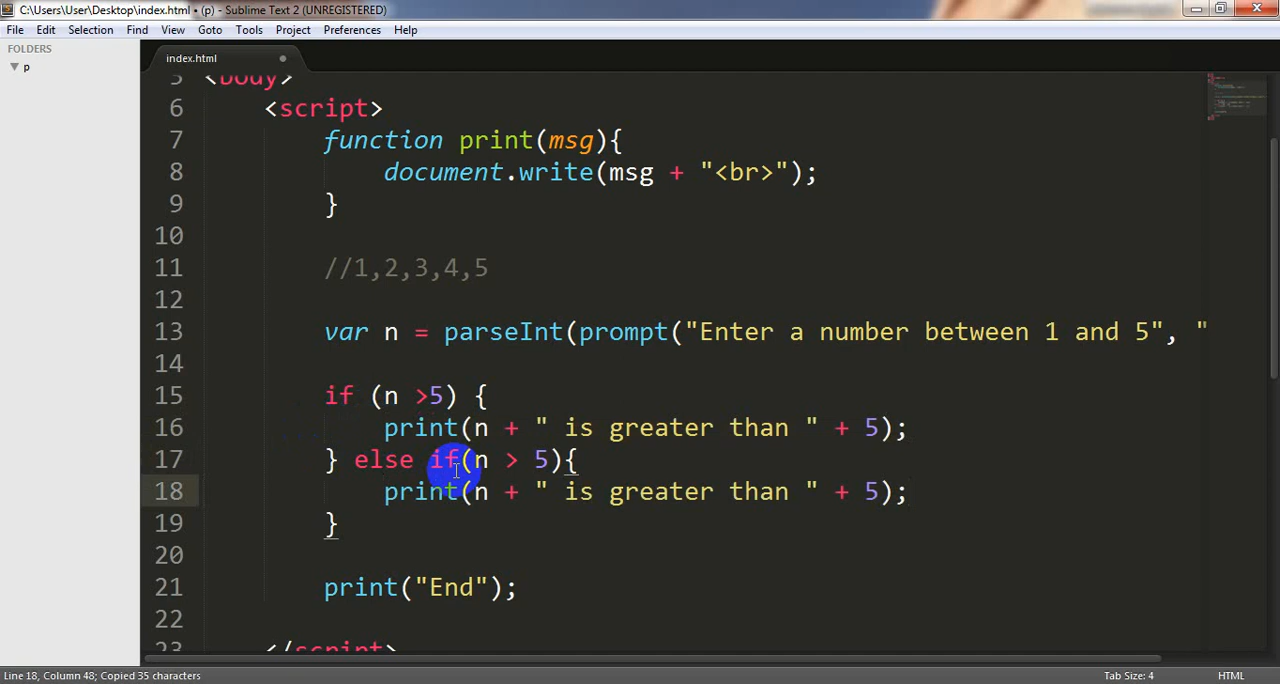 C:\Users\User\Desktop\index.html • (p) - Sublime Text 2 (UNREGISTERED)
File Edit Selection Find View Goto Tools Project Preferences Help
FOLDERS
p
index.html
5 <body>
6 <script>
7 function print(msg){
8 document.write(msg + "<br>");
9 }
10
11 //1,2,3,4,5
12
13 var n = parseInt(prompt("Enter a number between 1 and 5", "
14
15 if (n >5) {
16 print(n + " is greater than " + 5);
17 } else if(n > 5){
18 print(n + " is greater than " + 5);
19 }
20
21 print("End");
22
23 </script>
Line 18, Column 48; Copied 35 characters
Tab Size: 4
HTML